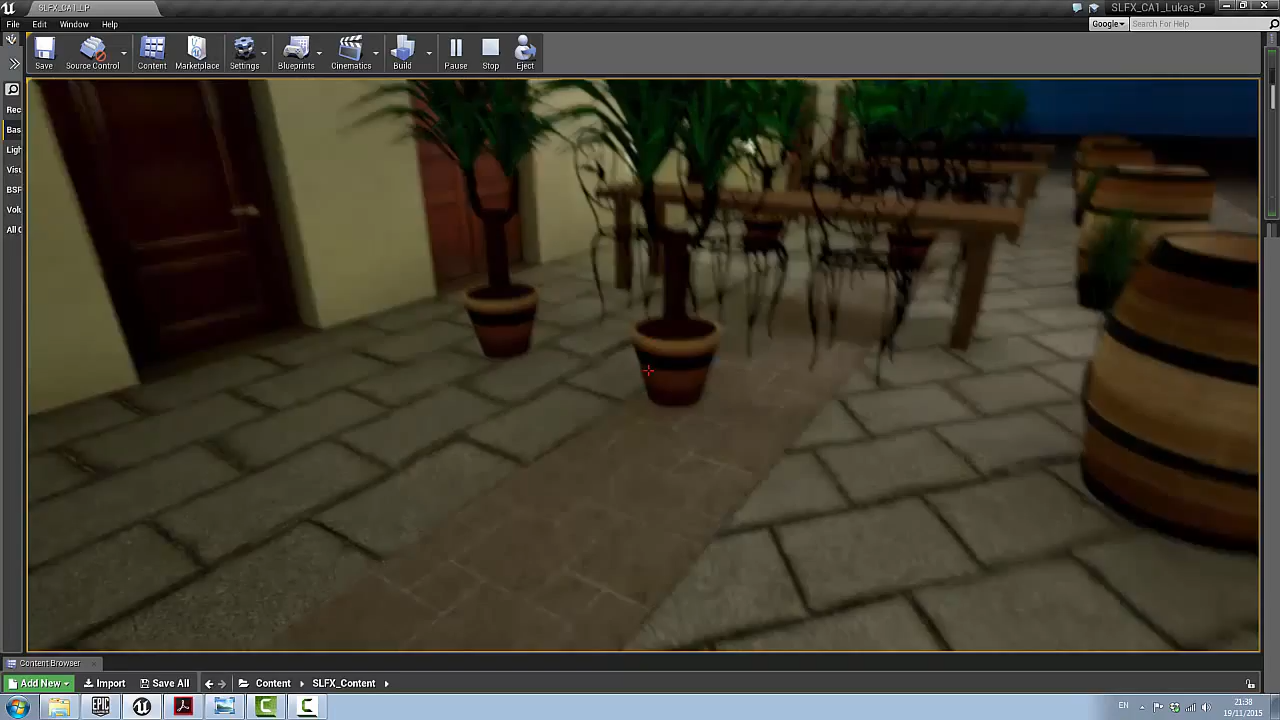 SLFX_CA1_LP
SLFX_CA1_Lukas_P
File Edit Window Help
Google
Search For Help
Save
Source Control
Content
Marketplace
Settings
Blueprints
Cinematics
Build
Pause
Stop
Eject
Rec
Bas
Ligh
Visu
BSF
Volu
All C
Content Browser
Add New
Import
Save All
Content
SLFX_Content
EPIC GAMES
EN
21:38
19/11/2015